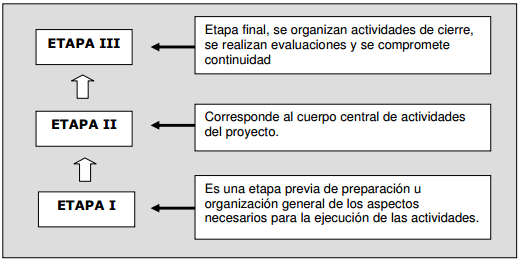 ETAPA III
Etapa final, se organizan actividades de cierre,
se realizan evaluaciones y se compromete
continuidad
ETAPA II
Corresponde al cuerpo central de actividades
del proyecto.
ETAPA I
Es una etapa previa de preparación u
organización general de los aspectos
necesarios para la ejecución de las actividades.